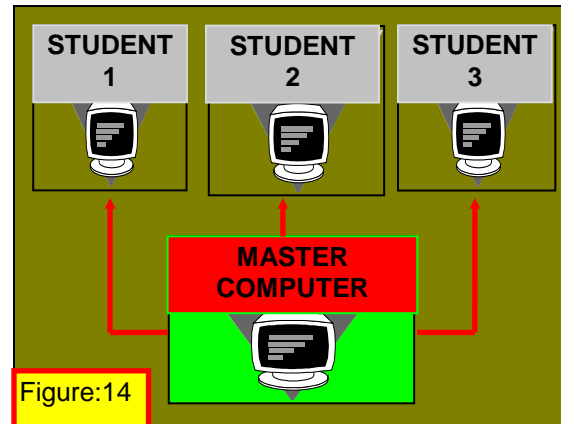 STUDENT
1
STUDENT
2
STUDENT
3
MASTER
COMPUTER
Figure:14